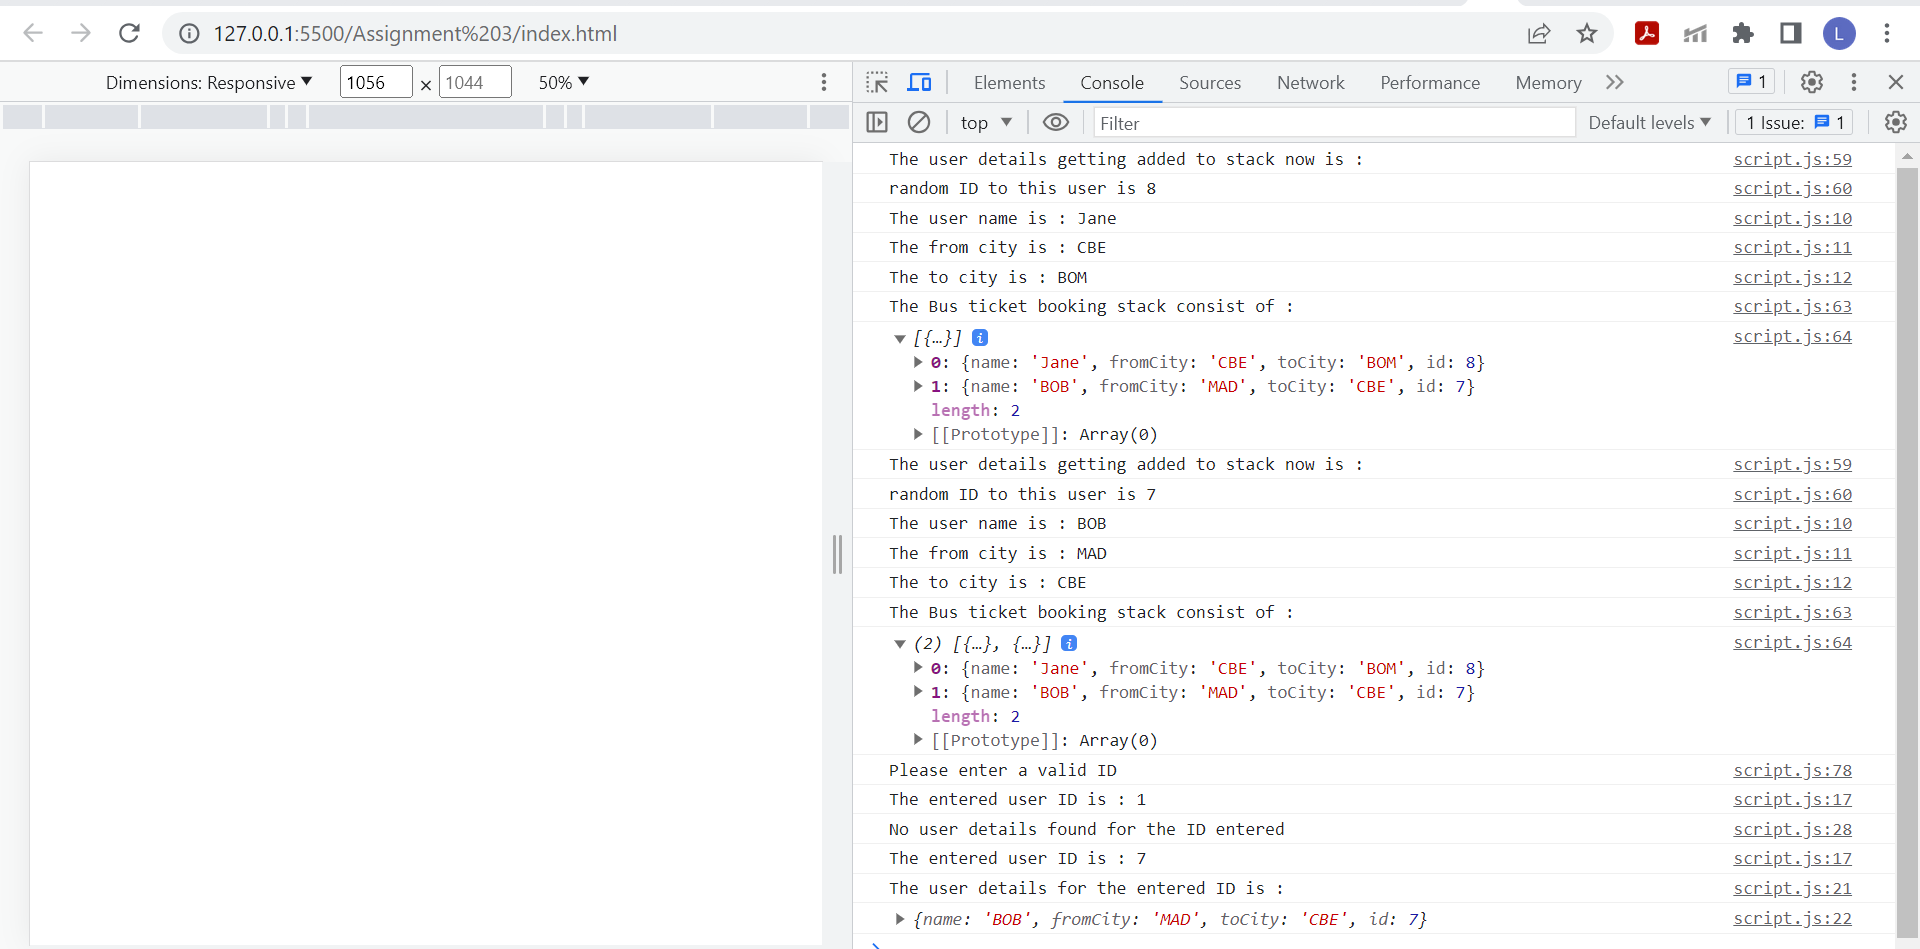 127.0.0.1:5500/Assignment%203/index.html
L
Dimensions: Responsive ▼ 1056 × 1044 50% ▼
Elements Console Sources Network Performance Memory 1
top ▼ Filter Default levels ▼ 1 Issue: 1
The user details getting added to stack now is : script.js:59
random ID to this user is 8 script.js:60
The user name is : Jane script.js:10
The from city is : CBE script.js:11
The to city is : BOM script.js:12
The Bus ticket booking stack consist of : script.js:63
▼ [{…}] i script.js:64
▶ 0: {name: 'Jane', fromCity: 'CBE', toCity: 'BOM', id: 8}
▶ 1: {name: 'BOB', fromCity: 'MAD', toCity: 'CBE', id: 7}
length: 2
▶ [[Prototype]]: Array(0)
The user details getting added to stack now is : script.js:59
random ID to this user is 7 script.js:60
The user name is : BOB script.js:10
The from city is : MAD script.js:11
The to city is : CBE script.js:12
The Bus ticket booking stack consist of : script.js:63
▼ (2) [{…}, {…}] i script.js:64
▶ 0: {name: 'Jane', fromCity: 'CBE', toCity: 'BOM', id: 8}
▶ 1: {name: 'BOB', fromCity: 'MAD', toCity: 'CBE', id: 7}
length: 2
▶ [[Prototype]]: Array(0)
Please enter a valid ID script.js:78
The entered user ID is : 1 script.js:17
No user details found for the ID entered script.js:28
The entered user ID is : 7 script.js:17
The user details for the entered ID is : script.js:21
▶ {name: 'BOB', fromCity: 'MAD', toCity: 'CBE', id: 7} script.js:22